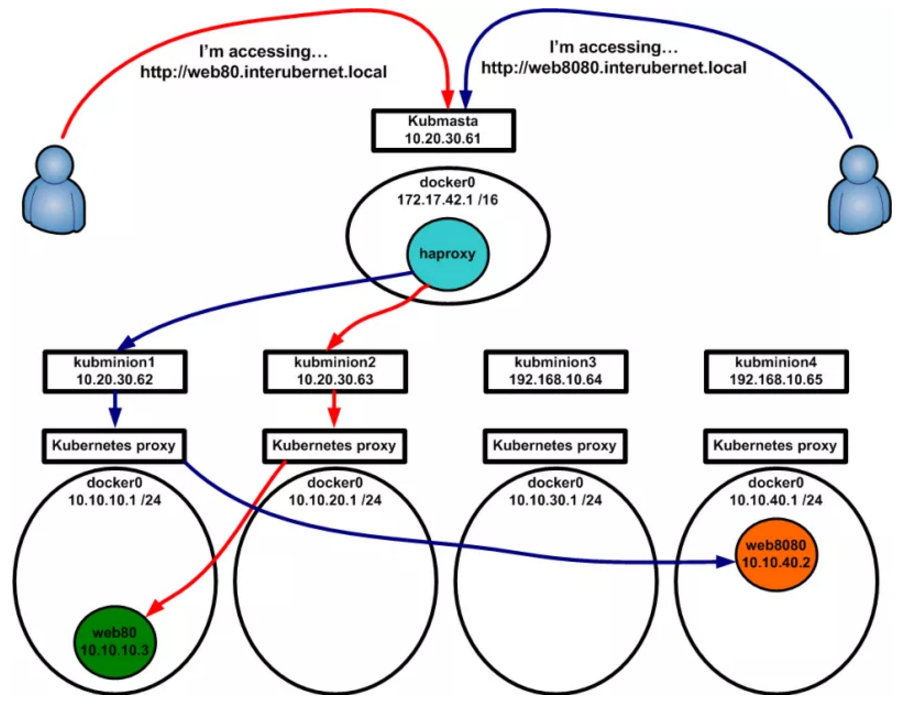 I'm accessing...
http://web80.interubernet.local
I'm accessing...
http://web8080.interubernet.local
Kubmasta
10.20.30.61
docker0
172.17.42.1 /16
haproxy
kubminion1
10.20.30.62
kubminion2
10.20.30.63
kubminion3
192.168.10.64
kubminion4
192.168.10.65
Kubernetes proxy
Kubernetes proxy
Kubernetes proxy
Kubernetes proxy
docker0
10.10.10.1 /24
docker0
10.10.20.1 /24
docker0
10.10.30.1 /24
docker0
10.10.40.1 /24
web8080
10.10.40.2
web80
10.10.10.3